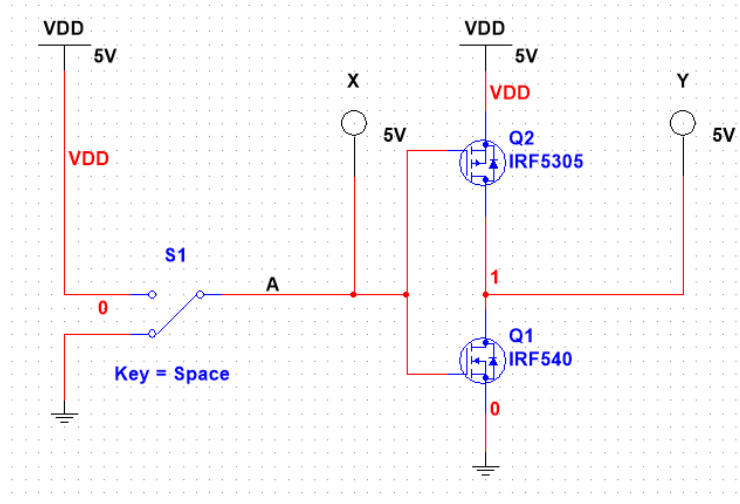 VDD
5V
VDD
5V
X
5V
Y
5V
VDD
Q2
IRF5305
VDD
S1
A
0
1
Key = Space
Q1
IRF540
0